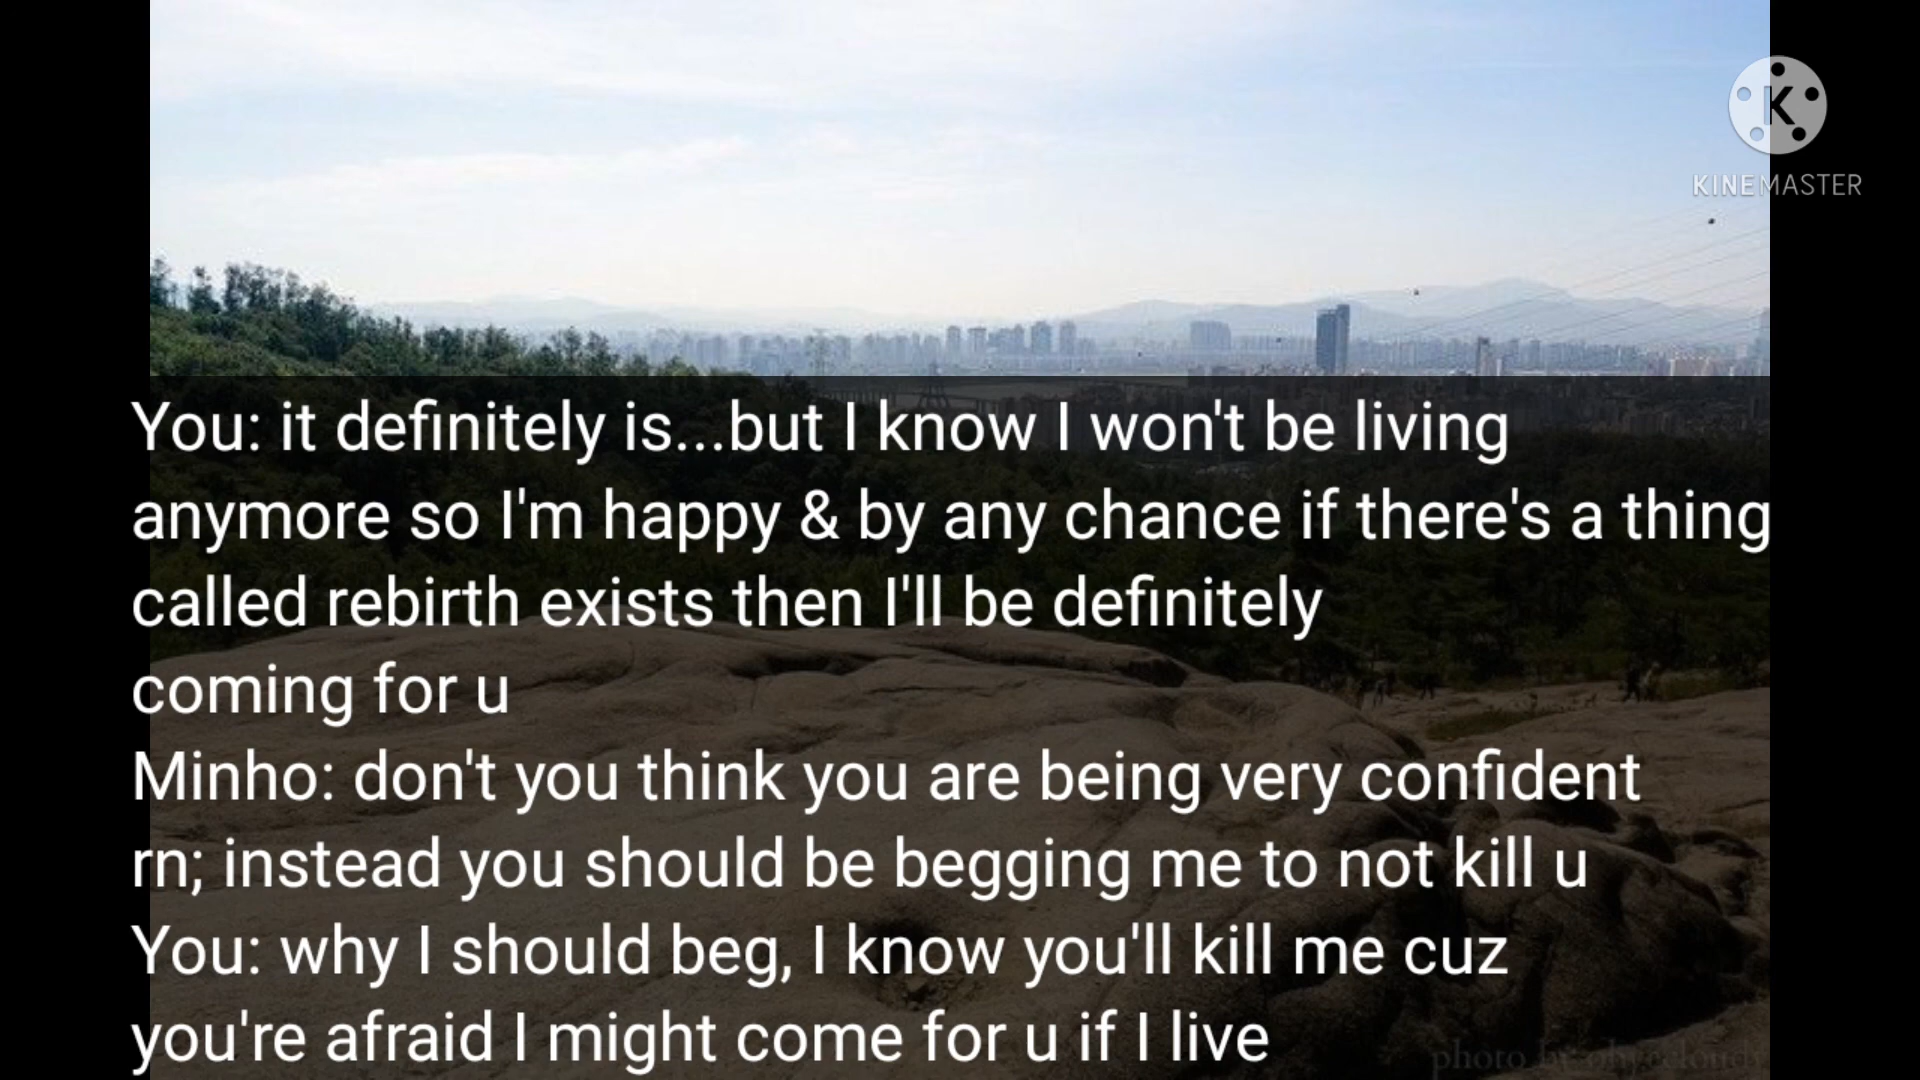 KINEMASTER
You: it definitely is...but I know I won't be living
anymore so I'm happy & by any chance if there's a thing
called rebirth exists then I'll be definitely
coming for u
Minho: don't you think you are being very confident
rn; instead you should be begging me to not kill u
You: why I should beg, I know you'll kill me cuz
you're afraid I might come for u if I live
photo by